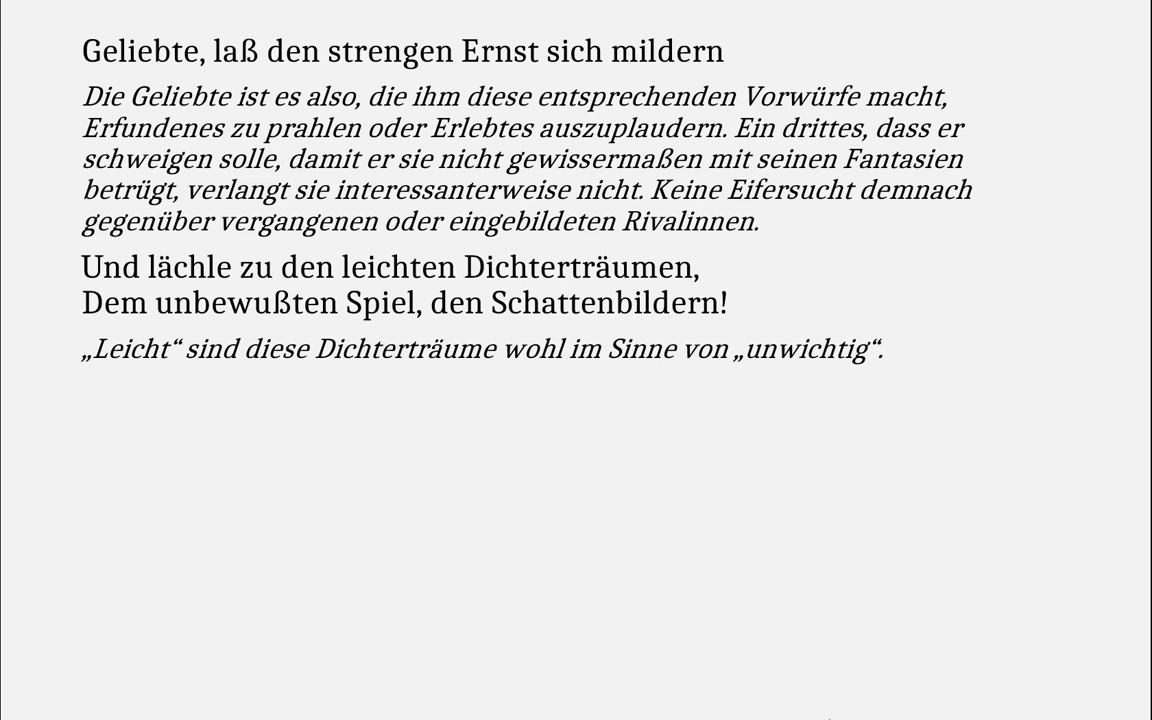 Geliebte, laß den strengen Ernst sich mildern
Die Geliebte ist es also, die ihm diese entsprechenden Vorwürfe macht,
Erfundenes zu prahlen oder Erlebtes auszuplaudern. Ein drittes, dass er
schweigen solle, damit er sie nicht gewissermaßen mit seinen Fantasien
betrügt, verlangt sie interessanterweise nicht. Keine Eifersucht demnach
gegenüber vergangenen oder eingebildeten Rivalinnen.
Und lächle zu den leichten Dichterträumen,
Dem unbewußten Spiel, den Schattenbildern!
„Leicht“ sind diese Dichterträume wohl im Sinne von „unwichtig“.